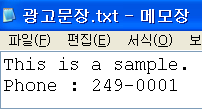 광고문장.txt - 메모장
파일(F) 편집(E) 서식(O) 보
This is a sample.
Phone : 249-0001